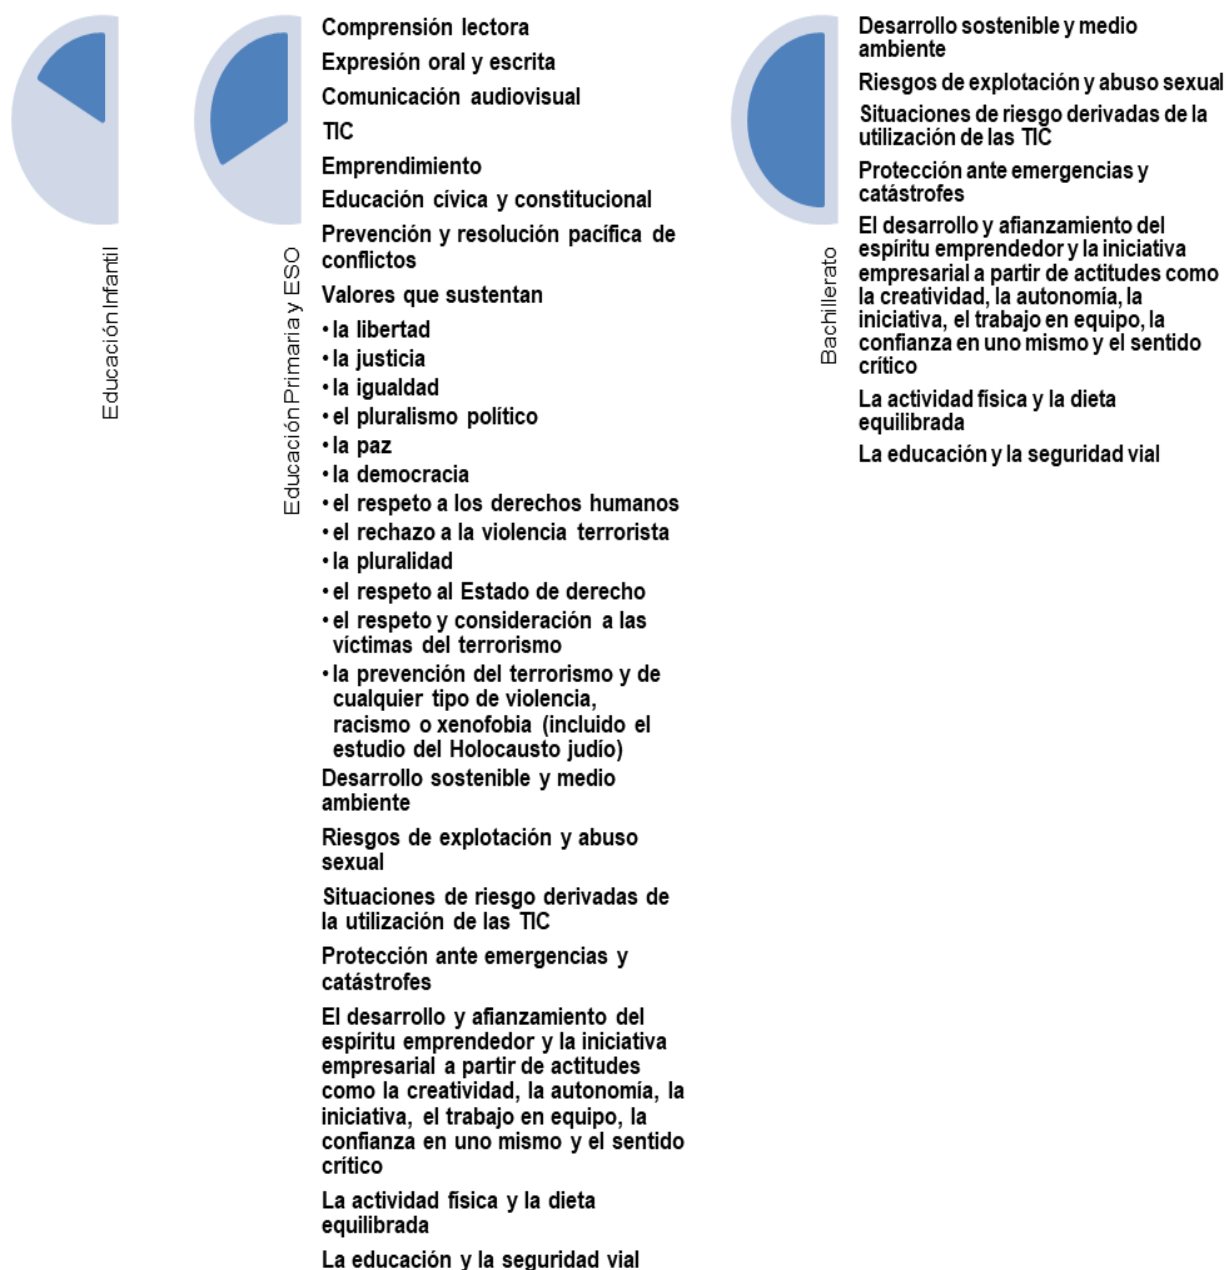 Educación Infantil
Educación Primaria y ESO
Comprensión lectora
Expresión oral y escrita
Comunicación audiovisual
TIC
Emprendimiento
Educación cívica y constitucional
Prevención y resolución pacífica de
conflictos
Valores que sustentan
• la libertad
• la justicia
• la igualdad
• el pluralismo político
• la paz
• la democracia
• el respeto a los derechos humanos
• el rechazo a la violencia terrorista
• la pluralidad
• el respeto al Estado de derecho
• el respeto y consideración a las
víctimas del terrorismo
• la prevención del terrorismo y de
cualquier tipo de violencia,
racismo o xenofobia (incluido el
estudio del Holocausto judío)
Desarrollo sostenible y medio
ambiente
Riesgos de explotación y abuso
sexual
Situaciones de riesgo derivadas de
la utilización de las TIC
Protección ante emergencias y
catástrofes
El desarrollo y afianzamiento del
espíritu emprendedor y la iniciativa
empresarial a partir de actitudes
como la creatividad, la autonomía, la
iniciativa, el trabajo en equipo, la
confianza en uno mismo y el sentido
crítico
La actividad física y la dieta
equilibrada
La educación y la seguridad vial
Bachillerato
Desarrollo sostenible y medio
ambiente
Riesgos de explotación y abuso sexual
Situaciones de riesgo derivadas de la
utilización de las TIC
Protección ante emergencias y
catástrofes
El desarrollo y afianzamiento del
espíritu emprendedor y la iniciativa
empresarial a partir de actitudes como
la creatividad, la autonomía, la
iniciativa, el trabajo en equipo, la
confianza en uno mismo y el sentido
crítico
La actividad física y la dieta
equilibrada
La educación y la seguridad vial